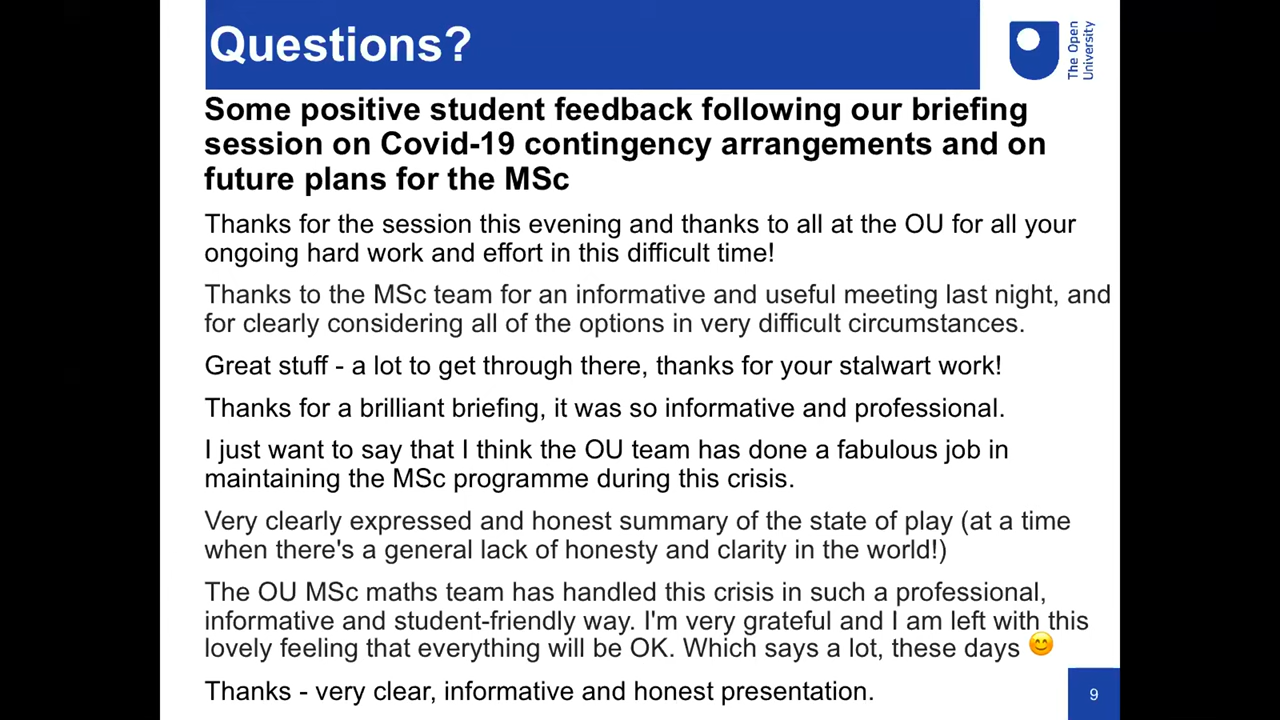 Questions?
The Open
University
Some positive student feedback following our briefing
session on Covid-19 contingency arrangements and on
future plans for the MSc
Thanks for the session this evening and thanks to all at the OU for all your
ongoing hard work and effort in this difficult time!
Thanks to the MSc team for an informative and useful meeting last night, and
for clearly considering all of the options in very difficult circumstances.
Great stuff - a lot to get through there, thanks for your stalwart work!
Thanks for a brilliant briefing, it was so informative and professional.
I just want to say that I think the OU team has done a fabulous job in
maintaining the MSc programme during this crisis.
Very clearly expressed and honest summary of the state of play (at a time
when there's a general lack of honesty and clarity in the world!)
The OU MSc maths team has handled this crisis in such a professional,
informative and student-friendly way. I'm very grateful and I am left with this
lovely feeling that everything will be OK. Which says a lot, these days 😊
Thanks - very clear, informative and honest presentation.
9